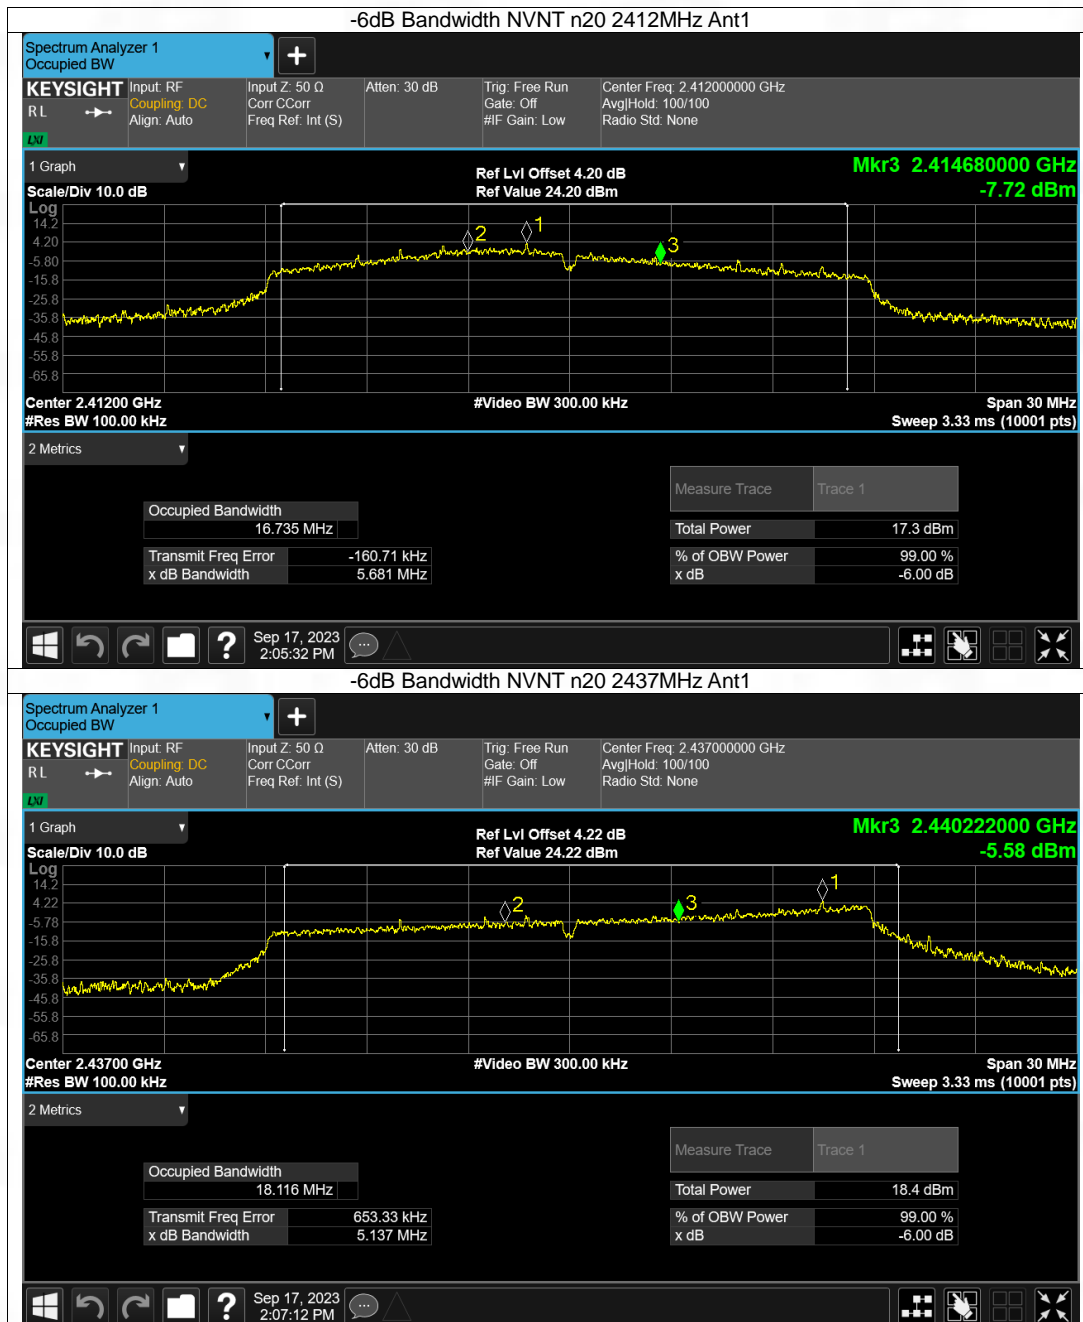 -6dB Bandwidth NVNT n20 2412MHz Ant1
Spectrum Analyzer 1
Occupied BW
KEYSIGHT Input: RF Input Z: 50 Ω Atten: 30 dB Trig: Free Run Center Freq: 2.412000000 GHz
RL Coupling: DC Corr CCorr Gate: Off Avg|Hold: 100/100
Align: Auto Freq Ref: Int (S) #IF Gain: Low Radio Std: None
LXI
1 Graph Ref Lvl Offset 4.20 dB Mkr3 2.414680000 GHz
Scale/Div 10.0 dB Ref Value 24.20 dBm -7.72 dBm
Log
14.2
4.20
-5.80
-15.8
-25.8
-35.8
-45.8
-55.8
-65.8
2
1
3
Center 2.41200 GHz #Video BW 300.00 kHz Span 30 MHz
#Res BW 100.00 kHz Sweep 3.33 ms (10001 pts)
2 Metrics
Measure Trace Trace 1
Occupied Bandwidth
16.735 MHz Total Power 17.3 dBm
Transmit Freq Error -160.71 kHz % of OBW Power 99.00 %
x dB Bandwidth 5.681 MHz x dB -6.00 dB
? Sep 17, 2023
2:05:32 PM
-6dB Bandwidth NVNT n20 2437MHz Ant1
Spectrum Analyzer 1
Occupied BW
KEYSIGHT Input: RF Input Z: 50 Ω Atten: 30 dB Trig: Free Run Center Freq: 2.437000000 GHz
RL Coupling: DC Corr CCorr Gate: Off Avg|Hold: 100/100
Align: Auto Freq Ref: Int (S) #IF Gain: Low Radio Std: None
LXI
1 Graph Ref Lvl Offset 4.22 dB Mkr3 2.440222000 GHz
Scale/Div 10.0 dB Ref Value 24.22 dBm -5.58 dBm
Log
14.2
4.22
-5.78
-15.8
-25.8
-35.8
-45.8
-55.8
-65.8
2
3
1
Center 2.43700 GHz #Video BW 300.00 kHz Span 30 MHz
#Res BW 100.00 kHz Sweep 3.33 ms (10001 pts)
2 Metrics
Measure Trace Trace 1
Occupied Bandwidth
18.116 MHz Total Power 18.4 dBm
Transmit Freq Error 653.33 kHz % of OBW Power 99.00 %
x dB Bandwidth 5.137 MHz x dB -6.00 dB
? Sep 17, 2023
2:07:12 PM